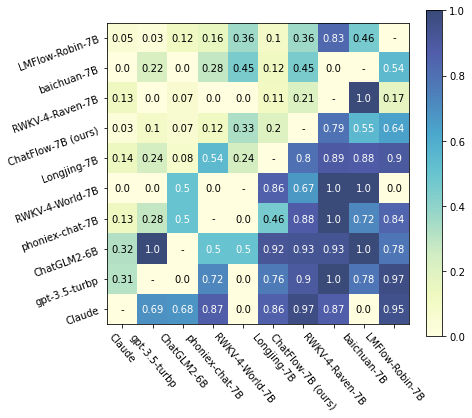 LMFlow-Robin-7B 0.05 0.03 0.12 0.16 0.36 0.1 0.36 0.83 0.46 -
baichuan-7B 0.0 0.22 0.0 0.28 0.45 0.12 0.45 0.0 - 0.54
RWKV-4-Raven-7B 0.13 0.0 0.07 0.0 0.0 0.11 0.21 - 1.0 0.17
ChatFlow-7B (ours) 0.03 0.1 0.07 0.12 0.33 0.2 - 0.79 0.55 0.64
Longjing-7B 0.14 0.24 0.08 0.54 0.24 - 0.8 0.89 0.88 0.9
RWKV-4-World-7B 0.0 0.0 0.5 0.0 - 0.86 0.67 1.0 1.0 0.0
phoniex-chat-7B 0.13 0.28 0.5 - 0.0 0.46 0.88 1.0 0.72 0.84
ChatGLM2-6B 0.32 1.0 - 0.5 0.5 0.92 0.93 0.93 1.0 0.78
gpt-3.5-turbp 0.31 - 0.0 0.72 0.0 0.76 0.9 1.0 0.78 0.97
Claude - 0.69 0.68 0.87 0.0 0.86 0.97 0.87 0.0 0.95
Claude
gpt-3.5-turbp
ChatGLM2-6B
phoniex-chat-7B
RWKV-4-World-7B
Longjing-7B
ChatFlow-7B (ours)
RWKV-4-Raven-7B
baichuan-7B
LMFlow-Robin-7B
1.0
0.8
0.6
0.4
0.2
0.0